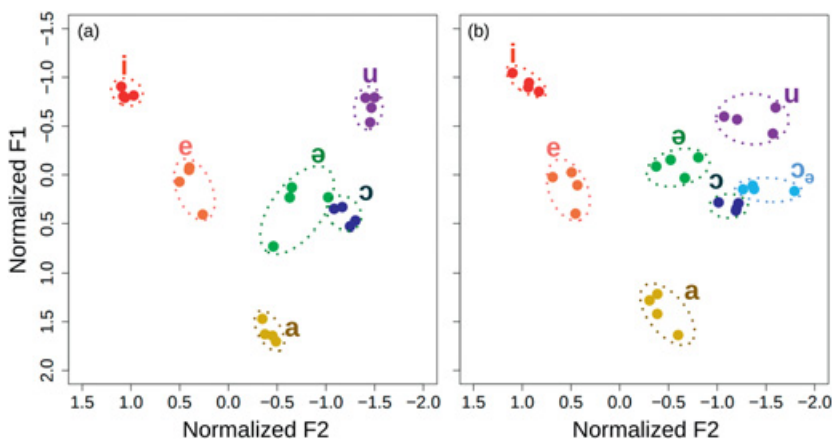 (a)
(b)
−1.5
−1.0
−0.5
0.0
0.5
1.0
1.5
2.0
Normalized F1
i
u
e
ə
ɔ
a
i
u
e
ə
ɔ
ɔᵊ
a
1.5 1.0 0.5 0.0 −0.5 −1.0 −1.5 −2.0
1.5 1.0 0.5 0.0 −0.5 −1.0 −1.5 −2.0
Normalized F2
Normalized F2